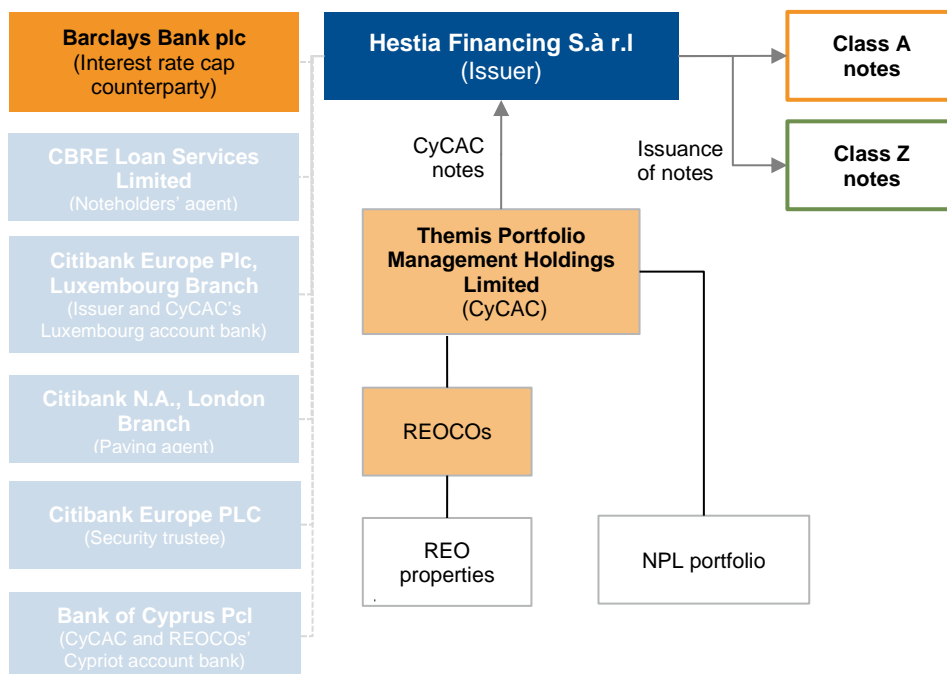 Barclays Bank plc
(Interest rate cap
counterparty)
Hestia Financing S.à r.l
(Issuer)
Class A
notes
CBRE Loan Services
Limited
(Noteholders' agent)
CyCAC
notes
Issuance
of notes
Class Z
notes
Citibank Europe Plc,
Luxembourg Branch
(Issuer and CyCAC's
Luxembourg account bank)
Themis Portfolio
Management Holdings
Limited
(CyCAC)
Citibank N.A., London
Branch
(Paying agent)
REOCOs
Citibank Europe PLC
(Security trustee)
REO
properties
NPL portfolio
Bank of Cyprus Pcl
(CyCAC and REOCOs'
Cypriot account bank)